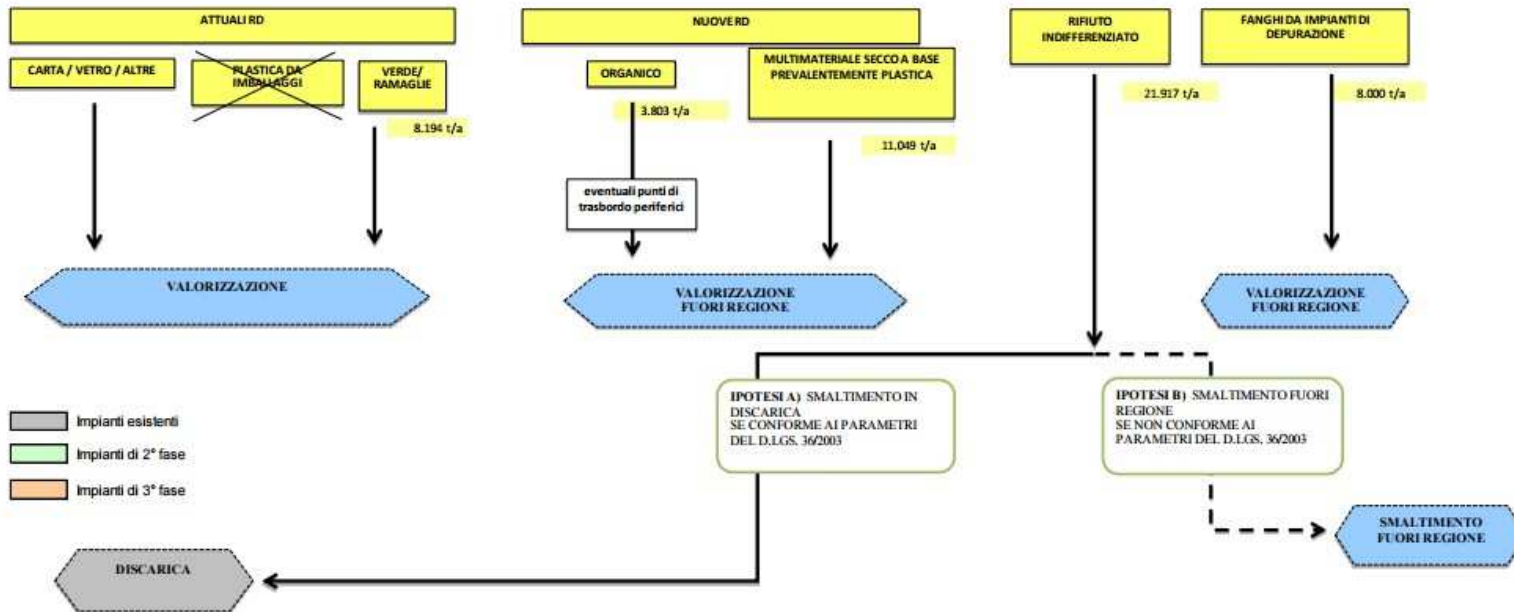 ATTUALI RD
CARTA / VETRO / ALTRE
PLASTICA DA
IMBALLAGGI
VERDE/
RAMAGLIE
8.194 t/a
VALORIZZAZIONE
NUOVE RD
ORGANICO
3.803 t/a
MULTIMATERIALE SECCO A BASE
PREVALENTEMENTE PLASTICA
11.049 t/a
eventuali punti di
trasbordo periferici
VALORIZZAZIONE
FUORI REGIONE
RIFIUTO
INDIFFERENZIATO
21.917 t/a
FANGHI DA IMPIANTI DI
DEPURAZIONE
8.000 t/a
VALORIZZAZIONE
FUORI REGIONE
IPOTESI A) SMALTIMENTO IN
DISCARICA
SE CONFORME AI PARAMETRI
DEL D.LGS. 36/2003
IPOTESI B) SMALTIMENTO FUORI
REGIONE
SE NON CONFORME AI
PARAMETRI DEL D.LGS. 36/2003
Impianti esistenti
Impianti di 2° fase
Impianti di 3° fase
SMALTIMENTO
FUORI REGIONE
DISCARICA